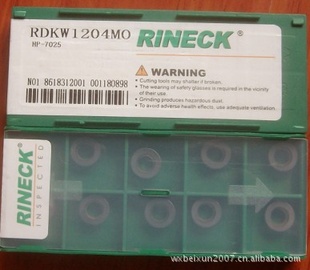 RDKW1204MO
HP-7025
RINECK®
WARNING
• Cutting tools may shatter if broken.
• The wearing of safety glasses is required in the vicinity
of their use.
• Grinding produces hazardous dust.
• To avoid adverse health effects, use adequate
N01 8618312001 001180898
RINECK®
INSPECTED
wxbeixun2007.cn.alibaba.com